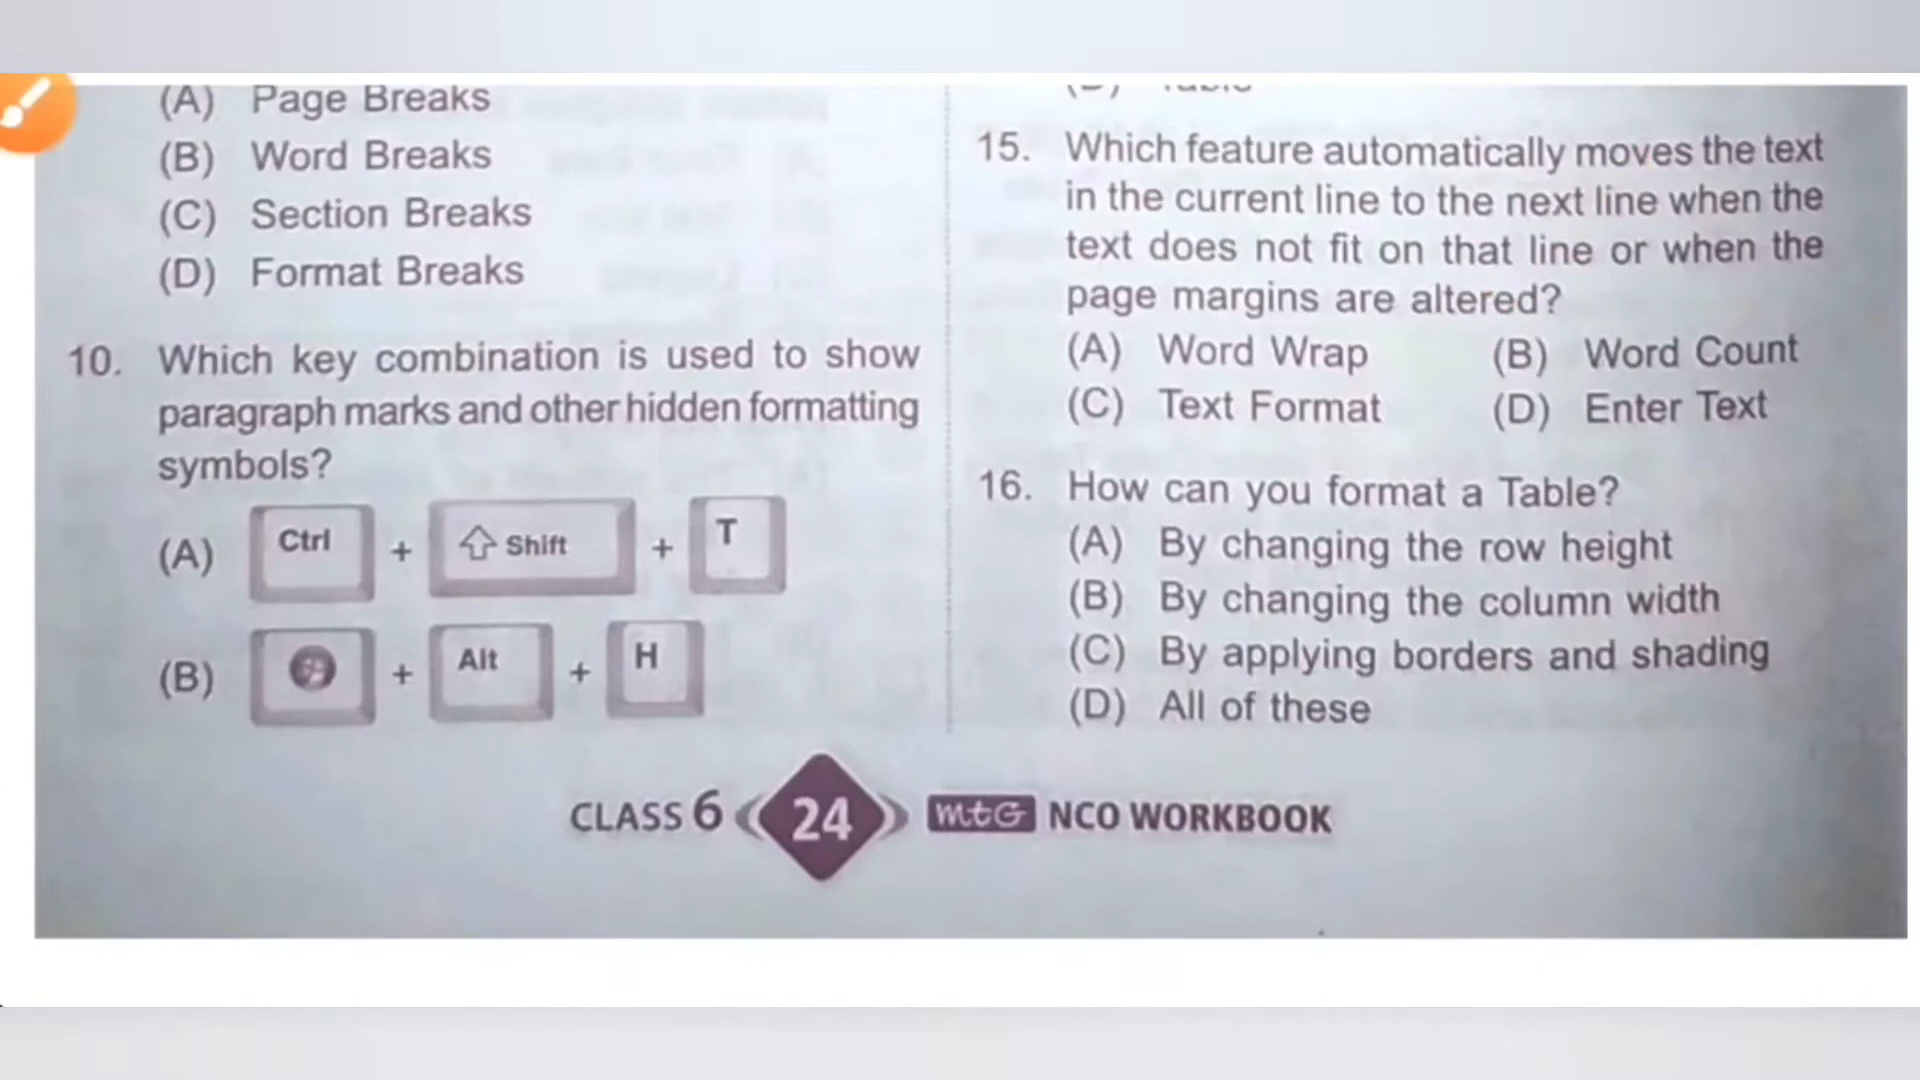 (A) Page Breaks
(B) Word Breaks
(C) Section Breaks
(D) Format Breaks
10. Which key combination is used to show
paragraph marks and other hidden formatting
symbols?
(A) Ctrl + Shift + T
(B) + Alt + H
15. Which feature automatically moves the text
in the current line to the next line when the
text does not fit on that line or when the
page margins are altered?
(A) Word Wrap (B) Word Count
(C) Text Format (D) Enter Text
16. How can you format a Table?
(A) By changing the row height
(B) By changing the column width
(C) By applying borders and shading
(D) All of these
CLASS 6 24 mtG NCO WORKBOOK